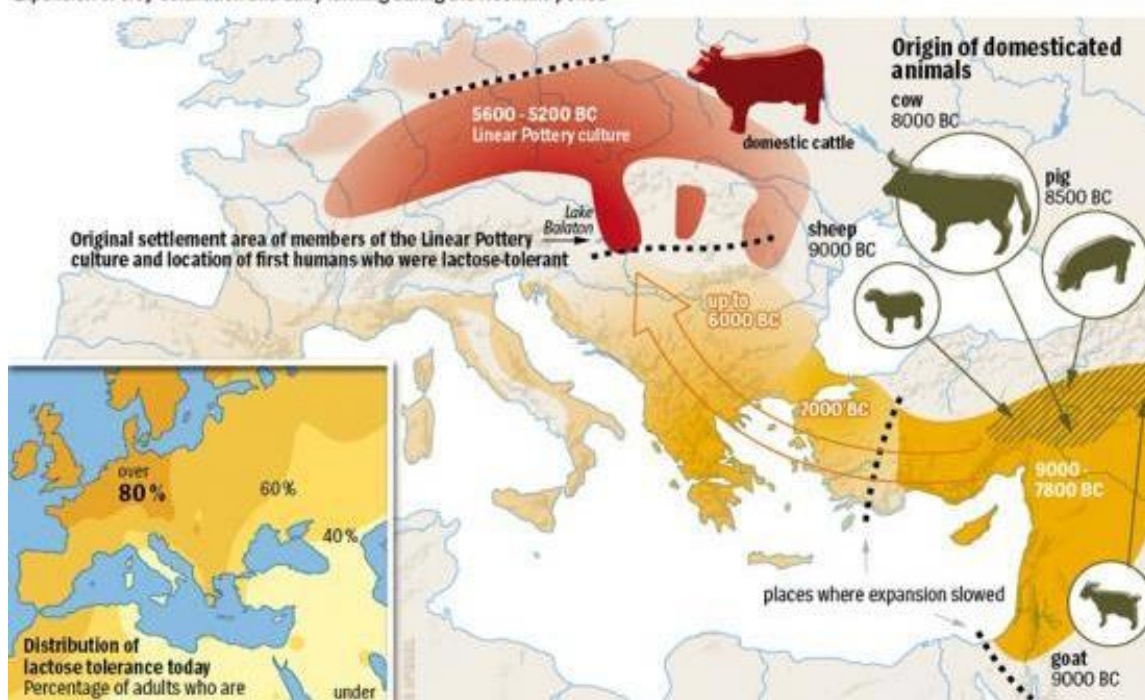 Origin of domesticated
animals
cow
8000 BC
pig
8500 BC
sheep
9000 BC
5600 - 5200 BC
Linear Pottery culture
domestic cattle
Lake
Balaton
Original settlement area of members of the Linear Pottery
culture and location of first humans who were lactose-tolerant
up to
6000 BC
7000 BC
9000 -
7800 BC
places where expansion slowed
goat
9000 BC
over
80%
60%
40%
Distribution of
lactose tolerance today
Percentage of adults who are
under